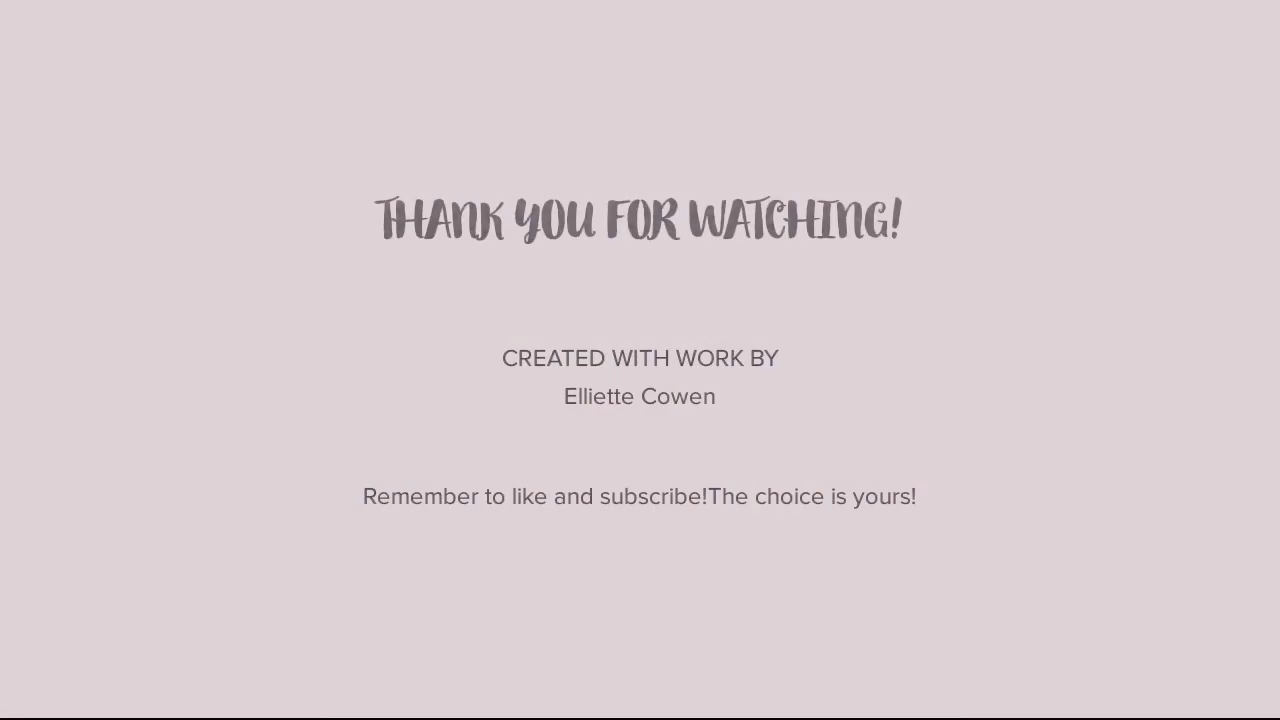 THANK YOU FOR WATCHING!
CREATED WITH WORK BY
Elliette Cowen
Remember to like and subscribe!The choice is yours!